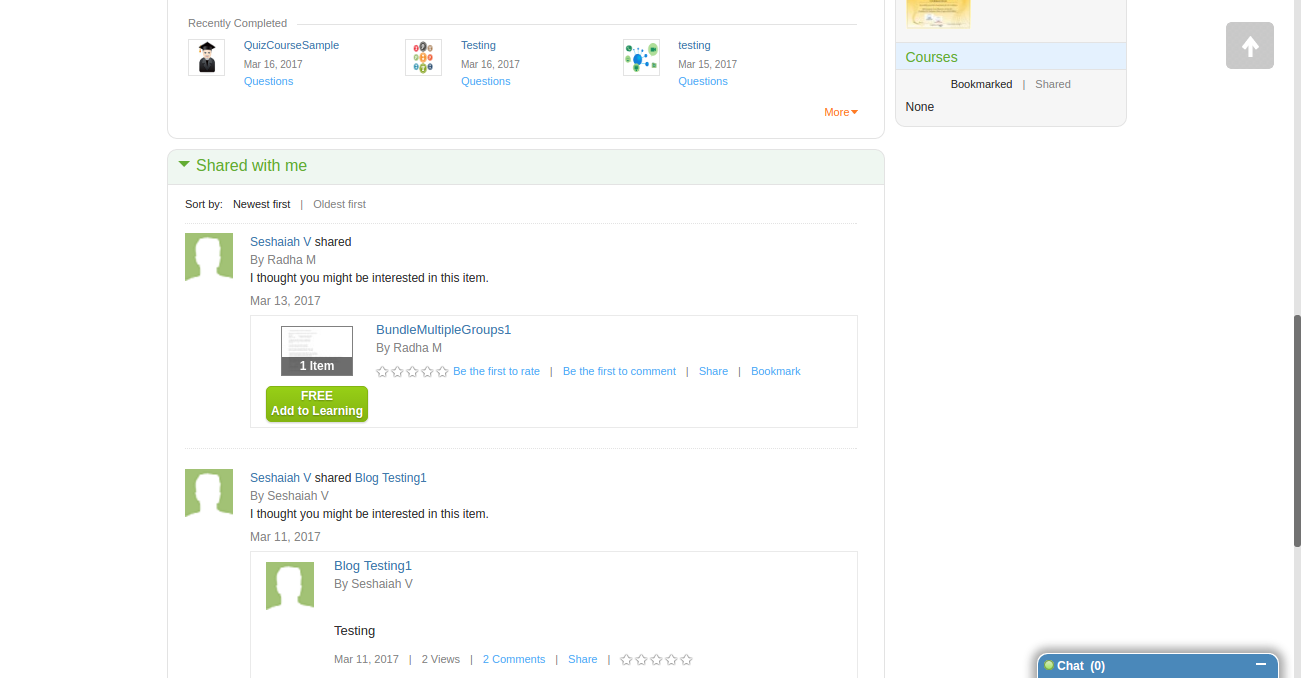 Recently Completed
QuizCourseSample
Mar 16, 2017
Questions
Testing
Mar 16, 2017
Questions
testing
Mar 15, 2017
Questions
More
Courses
Bookmarked | Shared
None
Shared with me
Sort by: Newest first | Oldest first
Seshaiah V shared
By Radha M
I thought you might be interested in this item.
Mar 13, 2017
1 Item
BundleMultipleGroups1
By Radha M
Be the first to rate | Be the first to comment | Share | Bookmark
FREE
Add to Learning
Seshaiah V shared Blog Testing1
By Seshaiah V
I thought you might be interested in this item.
Mar 11, 2017
Blog Testing1
By Seshaiah V
Testing
Mar 11, 2017 | 2 Views | 2 Comments | Share |
Chat (0)